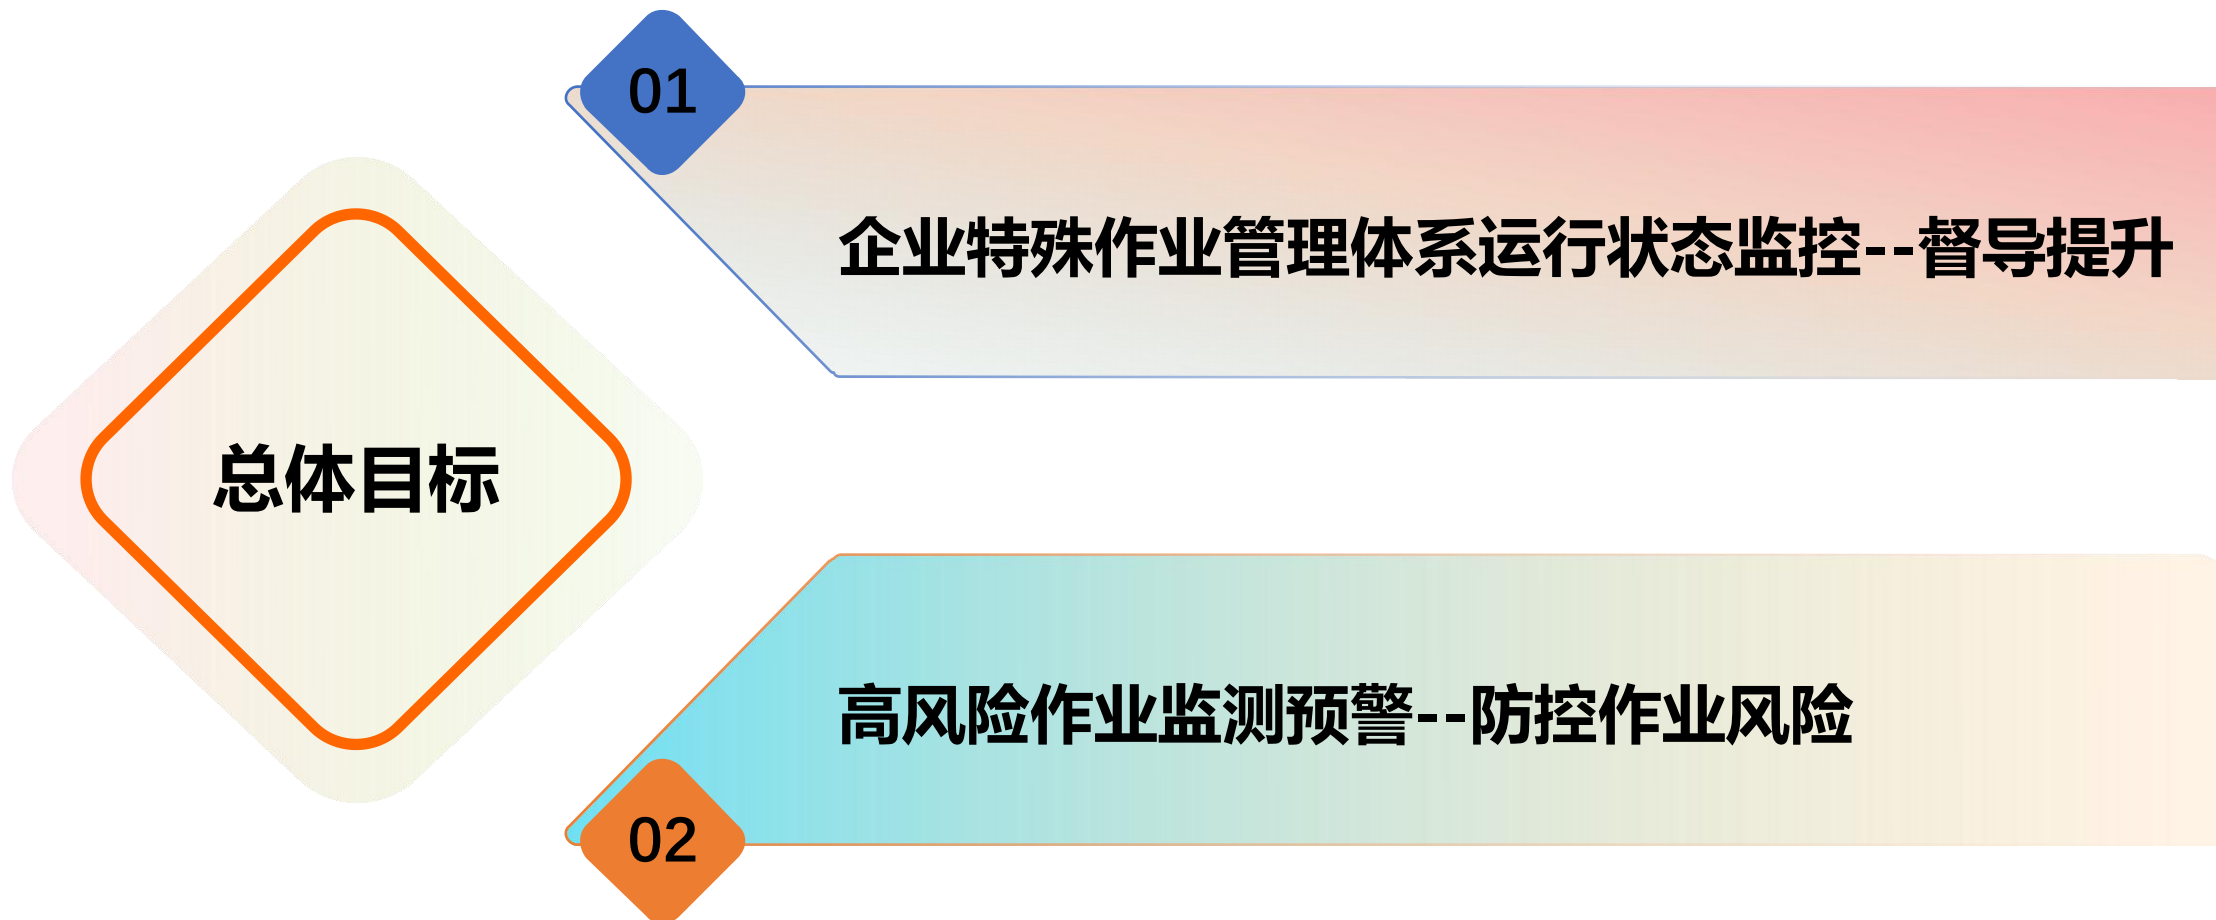 01
企业特殊作业管理体系运行状态监控--督导提升
总体目标
高风险作业监测预警--防控作业风险
02